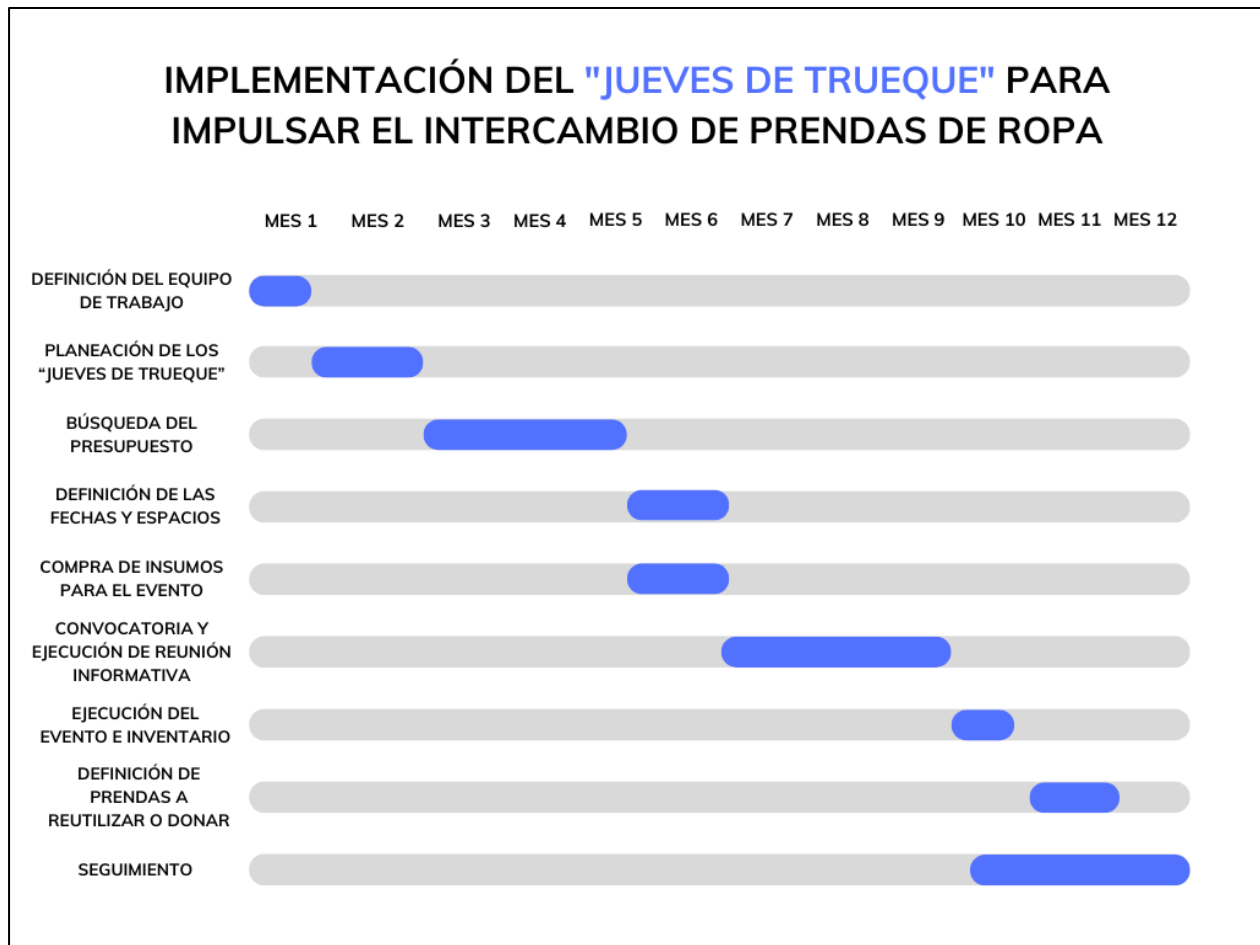 IMPLEMENTACIÓN DEL "JUEVES DE TRUEQUE" PARA
IMPULSAR EL INTERCAMBIO DE PRENDAS DE ROPA
MES 1 MES 2 MES 3 MES 4 MES 5 MES 6 MES 7 MES 8 MES 9 MES 10 MES 11 MES 12
DEFINICIÓN DEL EQUIPO
DE TRABAJO
PLANEACIÓN DE LOS
“JUEVES DE TRUEQUE”
BÚSQUEDA DEL
PRESUPUESTO
DEFINICIÓN DE LAS
FECHAS Y ESPACIOS
COMPRA DE INSUMOS
PARA EL EVENTO
CONVOCATORIA Y
EJECUCIÓN DE REUNIÓN
INFORMATIVA
EJECUCIÓN DEL
EVENTO E INVENTARIO
DEFINICIÓN DE
PRENDAS A
REUTILIZAR O DONAR
SEGUIMIENTO